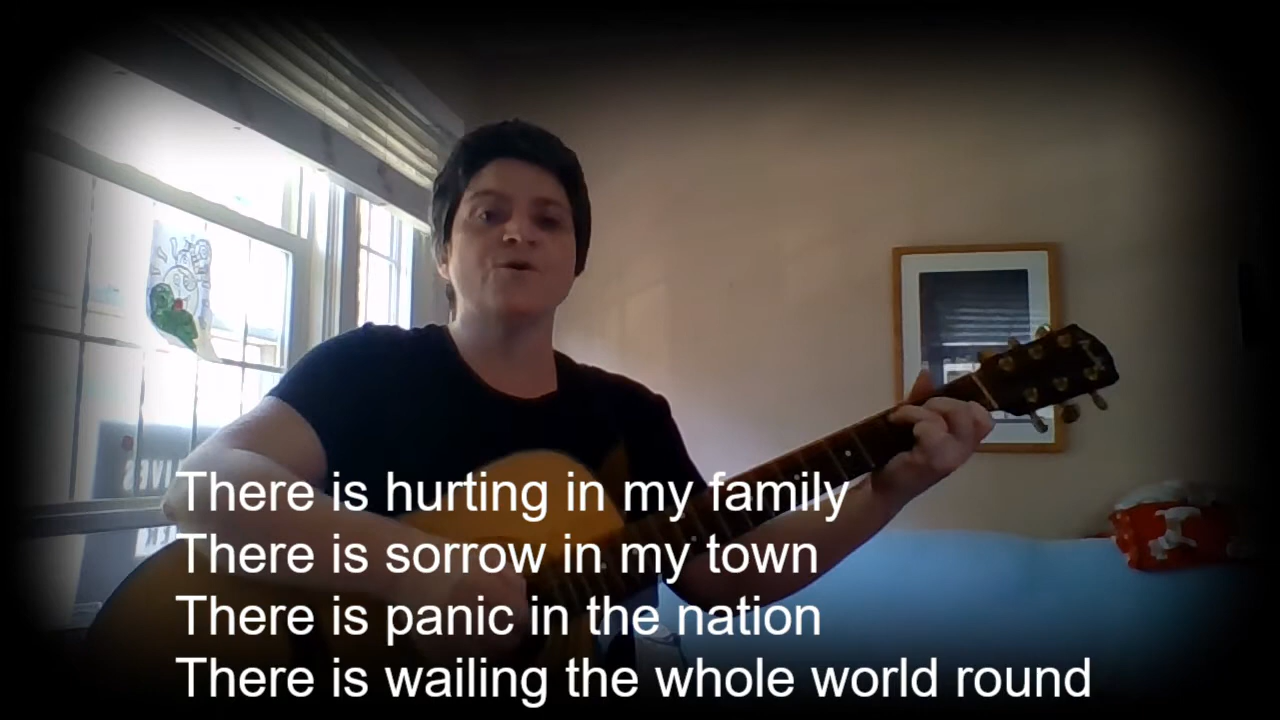 There is hurting in my family
There is sorrow in my town
There is panic in the nation
There is wailing the whole world round